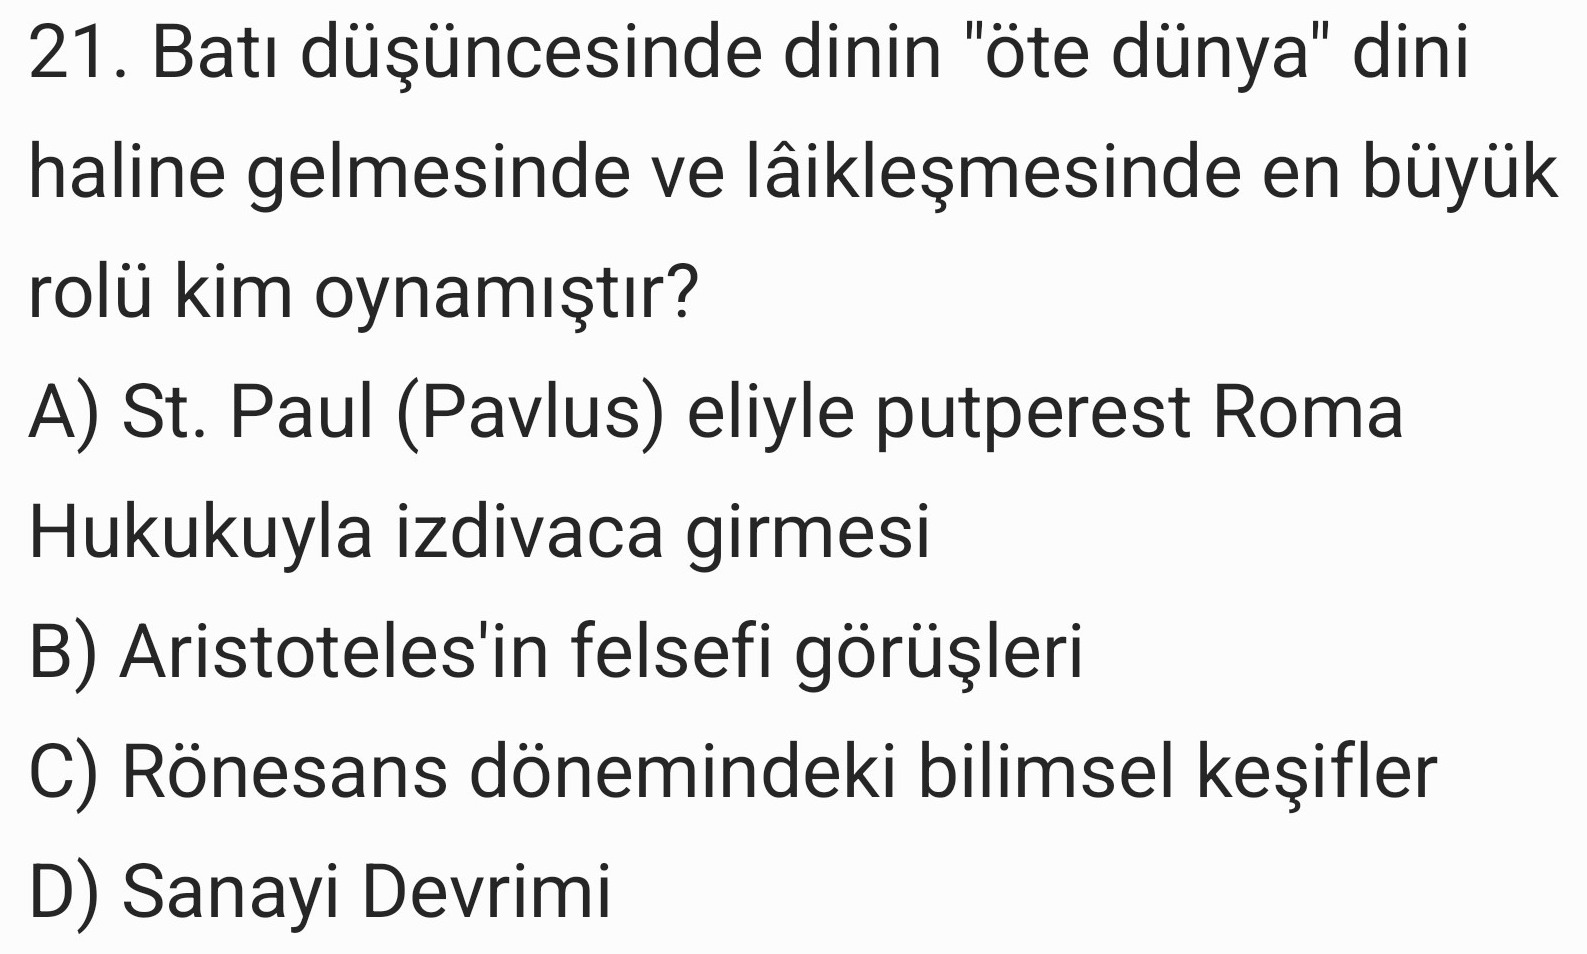 21. Batı düşüncesinde dinin "öte dünya" dini
haline gelmesinde ve lâikleşmesinde en büyük
rolü kim oynamıştır?
A) St. Paul (Pavlus) eliyle putperest Roma
Hukukuyla izdivaca girmesi
B) Aristoteles'in felsefi görüşleri
C) Rönesans dönemindeki bilimsel keşifler
D) Sanayi Devrimi